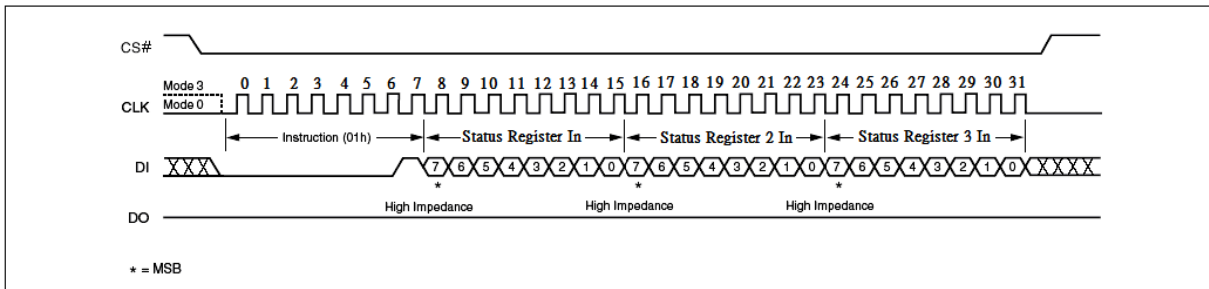 CS#
Mode 3 0 1 2 3 4 5 6 7 8 9 10 11 12 13 14 15 16 17 18 19 20 21 22 23 24 25 26 27 28 29 30 31
CLK Mode 0
Instruction (01h) Status Register In Status Register 2 In Status Register 3 In
DI 7 6 5 4 3 2 1 0 7 6 5 4 3 2 1 0 7 6 5 4 3 2 1 0
* * *
High Impedance High Impedance High Impedance
DO
* = MSB